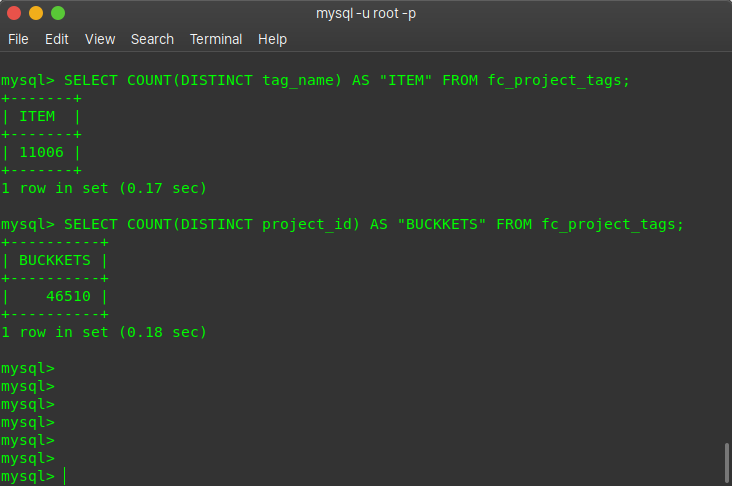 mysql -u root -p
File Edit View Search Terminal Help
mysql> SELECT COUNT(DISTINCT tag_name) AS "ITEM" FROM fc_project_tags;
+-------+
| ITEM  |
+-------+
| 11006 |
+-------+
1 row in set (0.17 sec)
mysql> SELECT COUNT(DISTINCT project_id) AS "BUCKKETS" FROM fc_project_tags;
+----------+
| BUCKKETS |
+----------+
|    46510 |
+----------+
1 row in set (0.18 sec)
mysql>
mysql>
mysql>
mysql>
mysql>
mysql>
mysql>